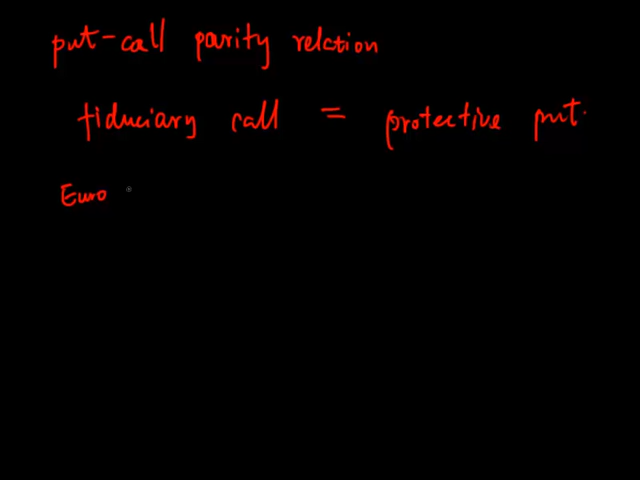 put-call parity relation
fiduciary call = protective put.
Euro